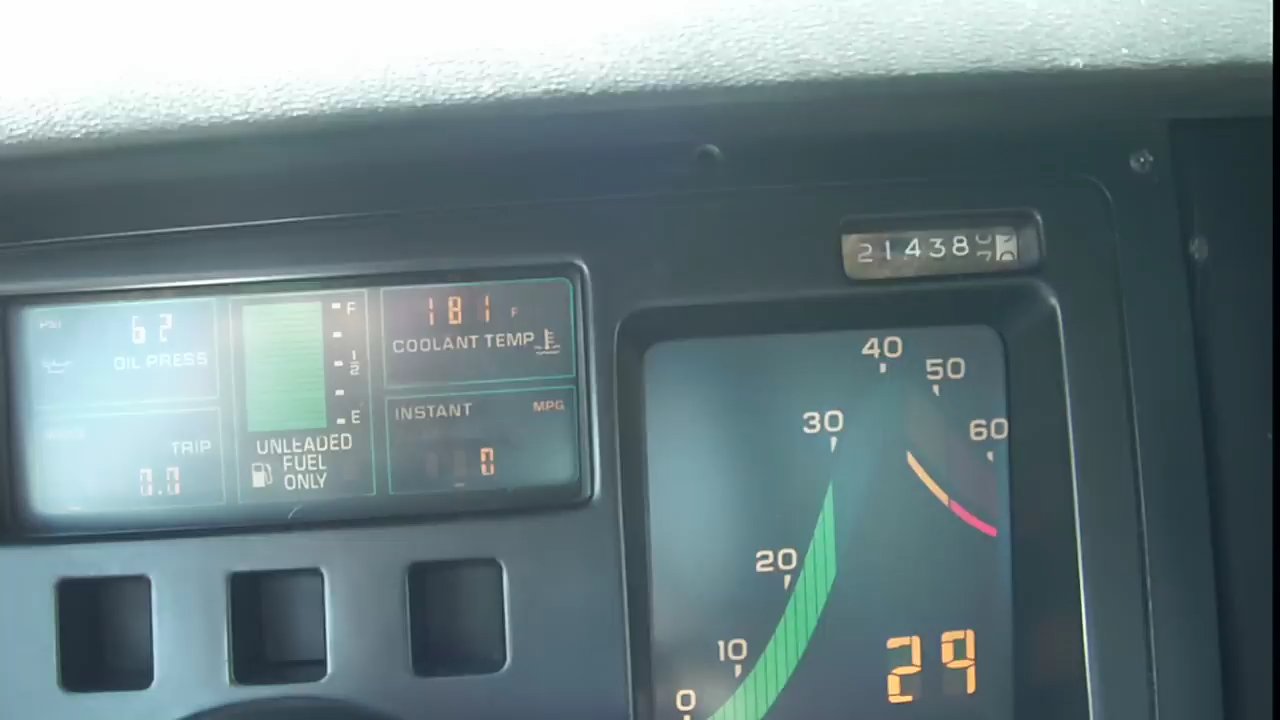 21438
PSI
62
OIL PRESS
TRIP
0.0
F
1/2
E
UNLEADED
FUEL
ONLY
181 F
COOLANT TEMP
INSTANT MPG
0
40
50
30
60
20
10
0
29